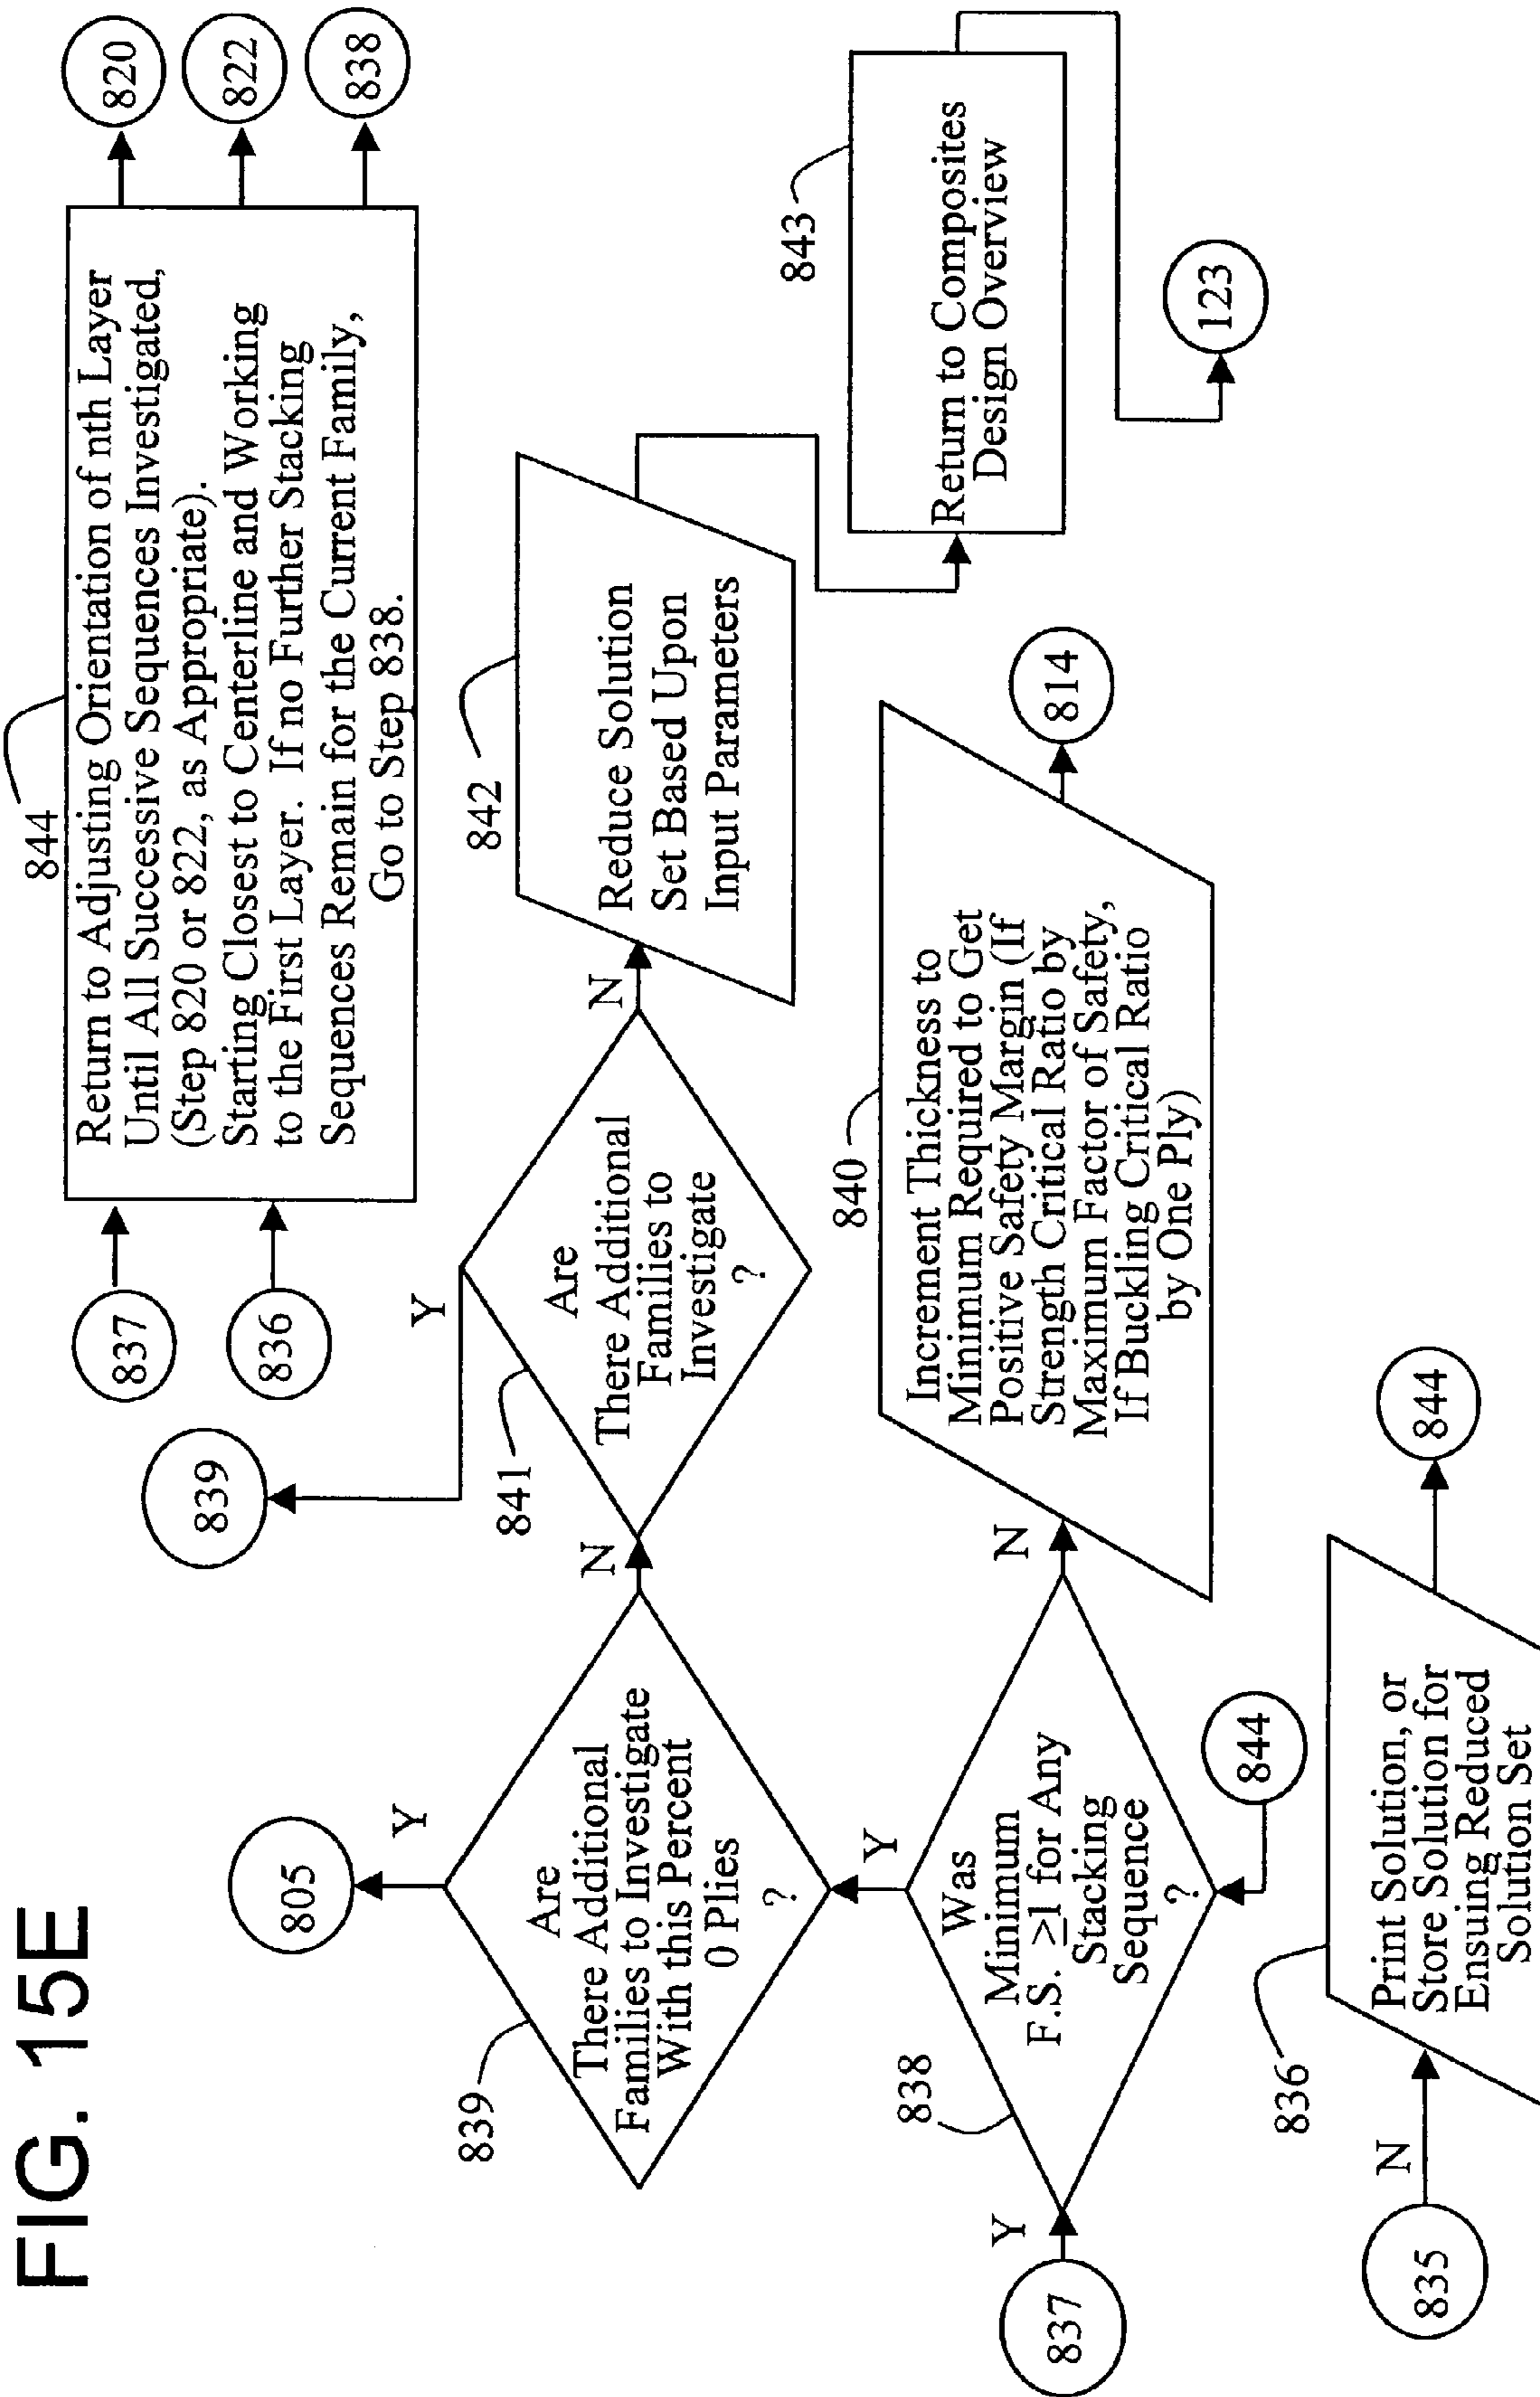 FIG. 15E
844
Return to Adjusting Orientation of nth Layer
Until All Successive Sequences Investigated,
(Step 820 or 822, as Appropriate).
Starting Closest to Centerline and Working
to the First Layer. If no Further Stacking
Sequences Remain for the Current Family,
Go to Step 838.
837
836
820
822
838
805
Y
839
Are
There Additional
Families to Investigate
With this Percent
0 Plies
?
N
839
Y
841
Are
There Additional
Families to
Investigate
?
N
842
Reduce Solution
Set Based Upon
Input Parameters
843
Return to Composites
Design Overview
123
837
Y
838
Was
Minimum
F.S. ≥1 for Any
Stacking
Sequence
?
Y
844
N
840
Increment Thickness to
Minimum Required to Get
Positive Safety Margin (If
Strength Critical Ratio by
Maximum Factor of Safety,
If Buckling Critical Ratio
by One Ply)
814
835
N
836
Print Solution, or
Store Solution for
Ensuing Reduced
Solution Set
844